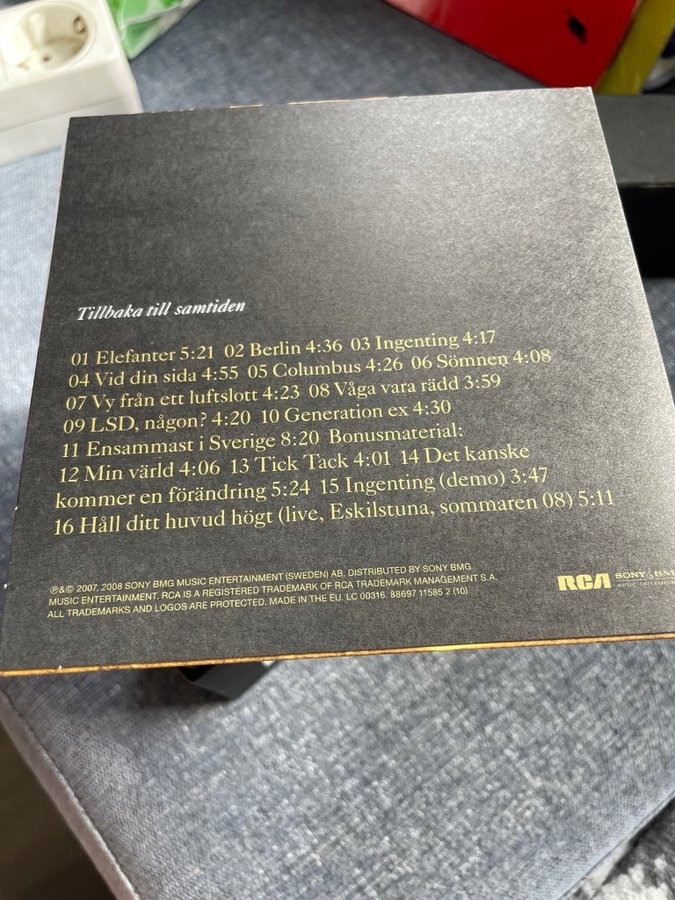 Tillbaka till samtiden
01 Elefanter 5:21 02 Berlin 4:36 03 Ingenting 4:17
04 Vid din sida 4:55 05 Columbus 4:26 06 Sömnen 4:08
07 Vy från ett luftslott 4:23 08 Våga vara rädd 3:59
09 LSD, någon? 4:20 10 Generation ex 4:30
11 Ensammast i Sverige 8:20 Bonusmaterial:
12 Min värld 4:06 13 Tick Tack 4:01 14 Det kanske
kommer en förändring 5:24 15 Ingenting (demo) 3:47
16 Håll ditt huvud högt (live, Eskilstuna, sommaren 08) 5:11
℗&© 2007, 2008 SONY BMG MUSIC ENTERTAINMENT (SWEDEN) AB. DISTRIBUTED BY SONY BMG
MUSIC ENTERTAINMENT. RCA IS A REGISTERED TRADEMARK OF RCA TRADEMARK MANAGEMENT S.A.
ALL TRADEMARKS AND LOGOS ARE PROTECTED. MADE IN THE EU. LC 00316. 88697 11585 2 (10)
RCA SONY BMG
MUSIC ENTERTAINMENT